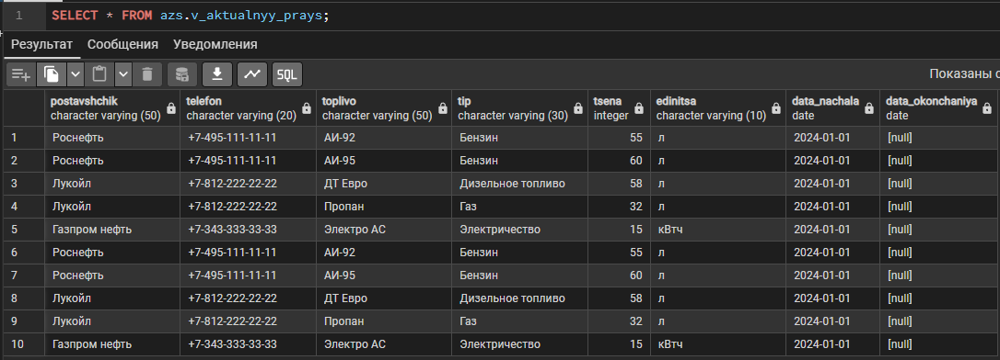 1 SELECT * FROM azs.v_aktualnyy_prays;
Результат Сообщения Уведомления
SQL Показаны
postavshchik telefon toplivo tip tsena edinitsa data_nachala data_okonchaniya
character varying (50) character varying (20) character varying (50) character varying (30) integer character varying (10) date date
1 Роснефть +7-495-111-11-11 АИ-92 Бензин 55 л 2024-01-01 [null]
2 Роснефть +7-495-111-11-11 АИ-95 Бензин 60 л 2024-01-01 [null]
3 Лукойл +7-812-222-22-22 ДТ Евро Дизельное топливо 58 л 2024-01-01 [null]
4 Лукойл +7-812-222-22-22 Пропан Газ 32 л 2024-01-01 [null]
5 Газпром нефть +7-343-333-33-33 Электро АС Электричество 15 кВтч 2024-01-01 [null]
6 Роснефть +7-495-111-11-11 АИ-92 Бензин 55 л 2024-01-01 [null]
7 Роснефть +7-495-111-11-11 АИ-95 Бензин 60 л 2024-01-01 [null]
8 Лукойл +7-812-222-22-22 ДТ Евро Дизельное топливо 58 л 2024-01-01 [null]
9 Лукойл +7-812-222-22-22 Пропан Газ 32 л 2024-01-01 [null]
10 Газпром нефть +7-343-333-33-33 Электро АС Электричество 15 кВтч 2024-01-01 [null]